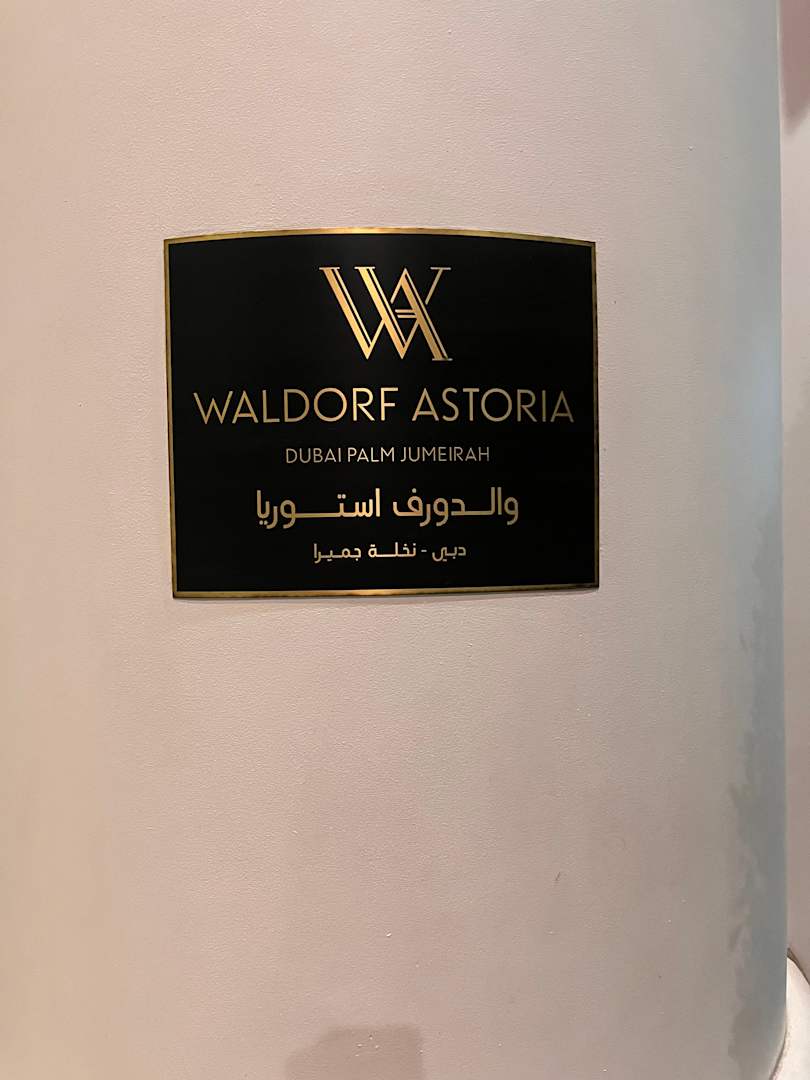 WA
WALDORF ASTORIA
DUBAI PALM JUMEIRAH
والدورف استوريا
دبي - نخلة جميرا